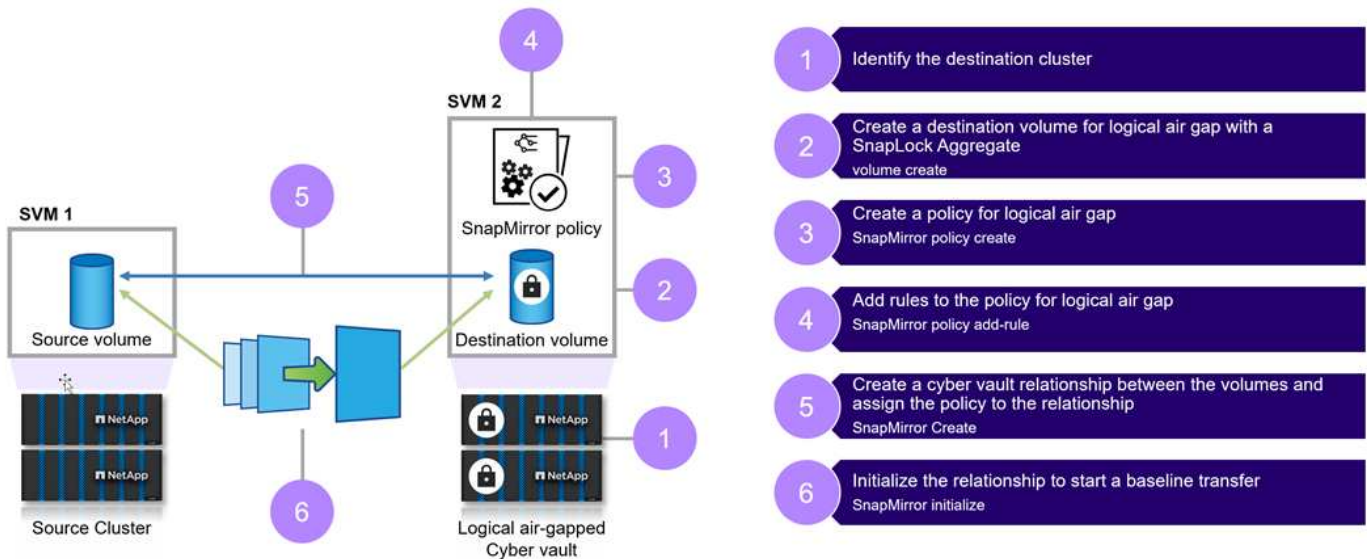 4
SVM 2
3
5
SVM 1
SnapMirror policy
2
Source volume
Destination volume
NetApp
NetApp
NetApp
NetApp
1
6
Source Cluster
Logical air-gapped
Cyber vault
1
Identify the destination cluster
2
Create a destination volume for logical air gap with a
SnapLock Aggregate
volume create
3
Create a policy for logical air gap
SnapMirror policy create
4
Add rules to the policy for logical air gap
SnapMirror policy add-rule
5
Create a cyber vault relationship between the volumes and
assign the policy to the relationship
SnapMirror Create
6
Initialize the relationship to start a baseline transfer
SnapMirror initialize